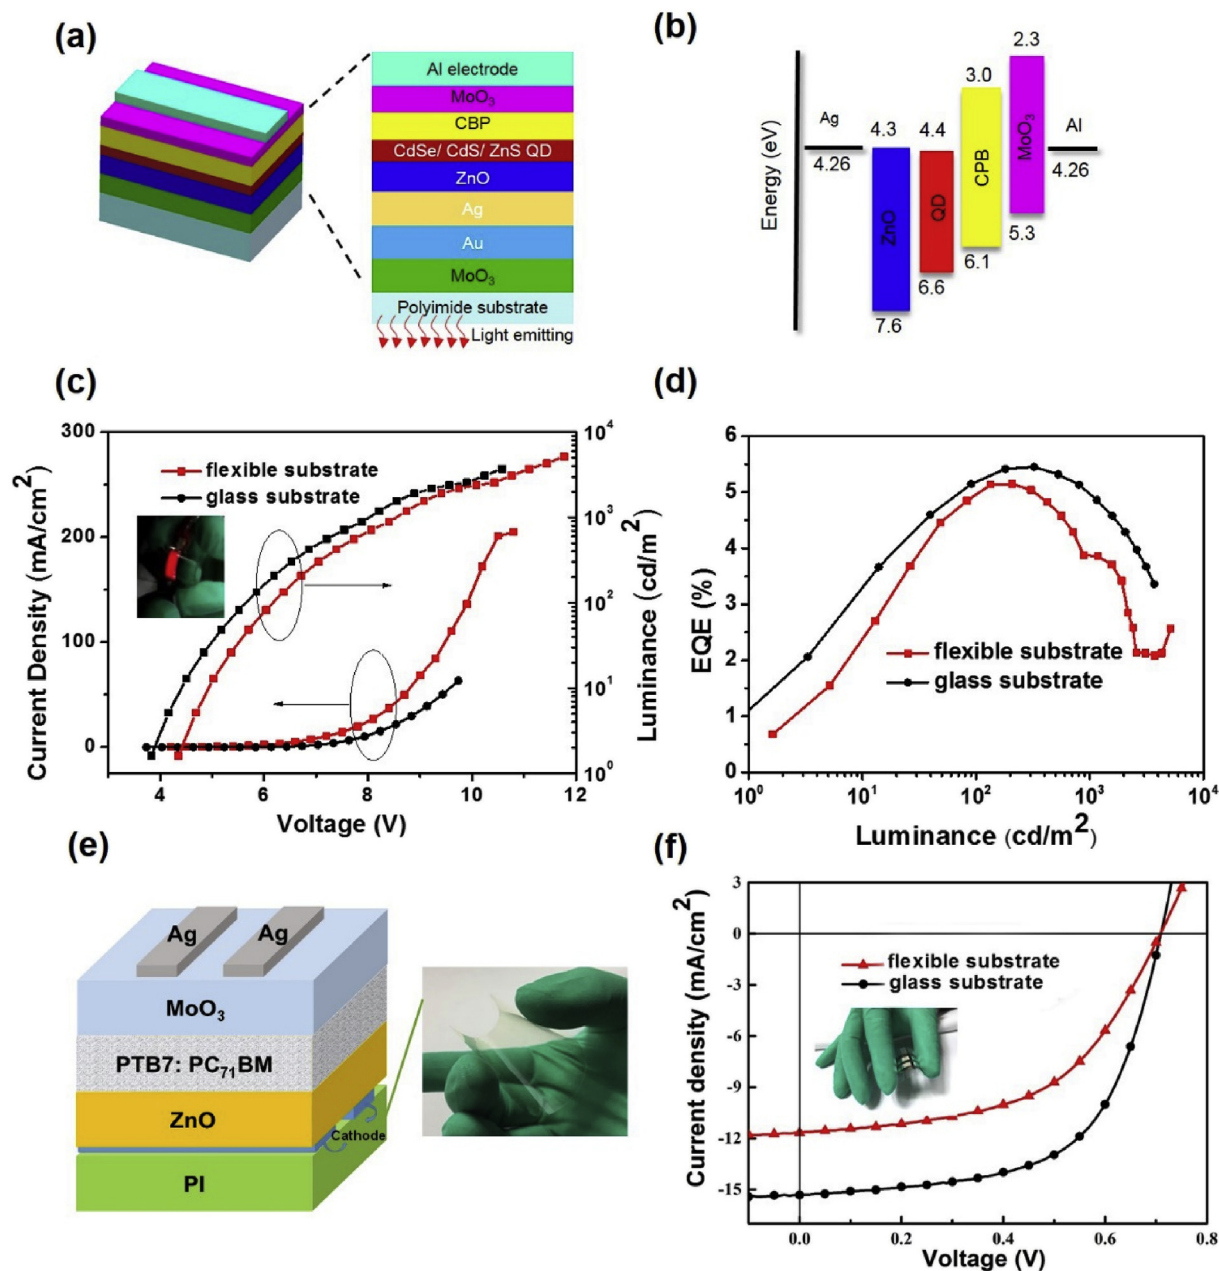 (a)
Al electrode
MoO₃
CBP
CdSe/ CdS/ ZnS QD
ZnO
Ag
Au
MoO₃
Polyimide substrate
Light emitting
(b)
Energy (eV)
Ag
4.26
4.3
ZnO
7.6
4.4
QD
6.6
3.0
CPB
6.1
2.3
MoO₃
5.3
Al
4.26
(c)
300
250
200
150
100
50
0
Current Density (mA/cm²)
flexible substrate
glass substrate
10⁴
10³
10²
10¹
10⁰
Luminance (cd/m²)
4 6 8 10 12
Voltage (V)
(d)
6
5
4
3
2
1
0
EQE (%)
flexible substrate
glass substrate
10⁰ 10¹ 10² 10³ 10⁴
Luminance (cd/m²)
(e)
Ag Ag
MoO₃
PTB7: PC₇₁BM
ZnO
Cathode
PI
(f)
3
0
-3
-6
-9
-12
-15
Current density (mA/cm²)
flexible substrate
glass substrate
0.0 0.2 0.4 0.6 0.8
Voltage (V)